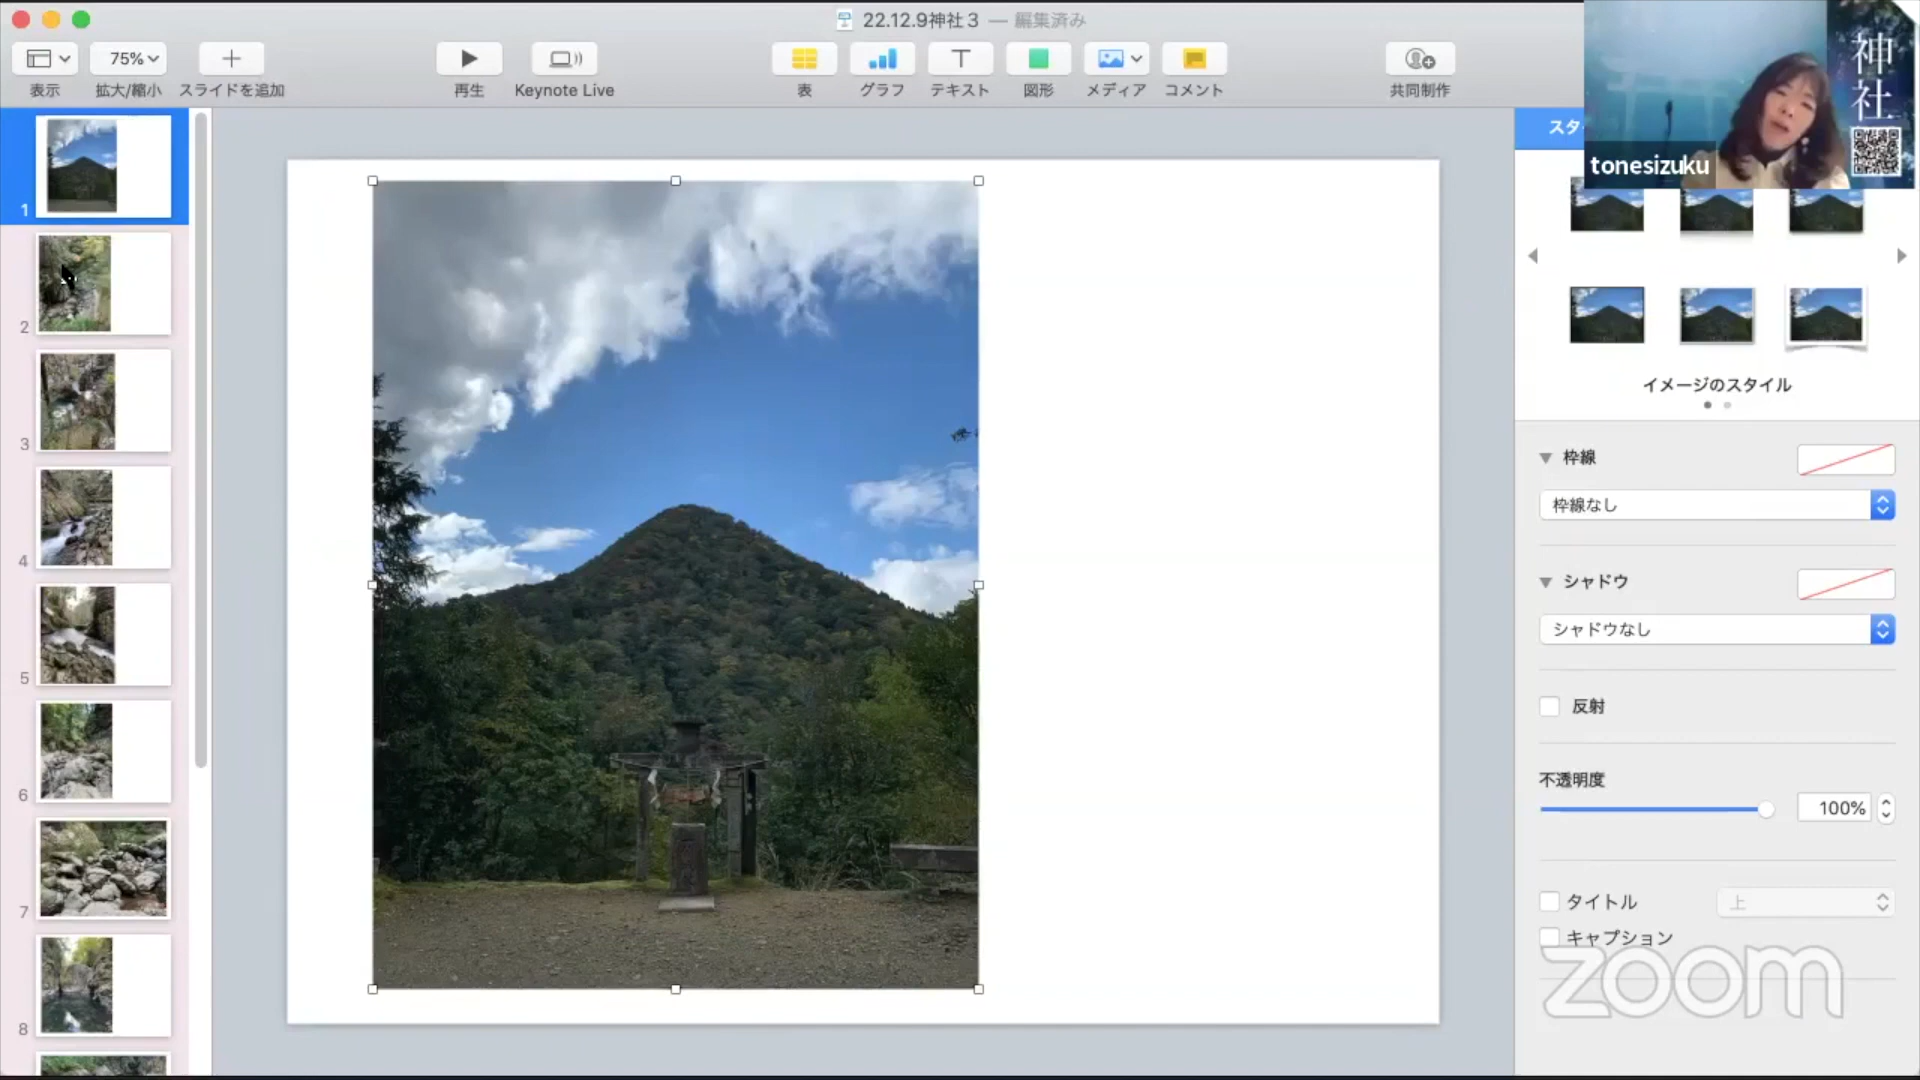 22.12.9神社3 — 編集済み
75%
表示
拡大/縮小
スライドを追加
再生
Keynote Live
表
グラフ
テキスト
図形
メディア
コメント
共同制作
神社
tonesizuku
スタ
1
2
3
4
5
6
7
8
イメージのスタイル
枠線
枠線なし
シャドウ
シャドウなし
反射
不透明度
100%
タイトル
上
キャプション
zoom